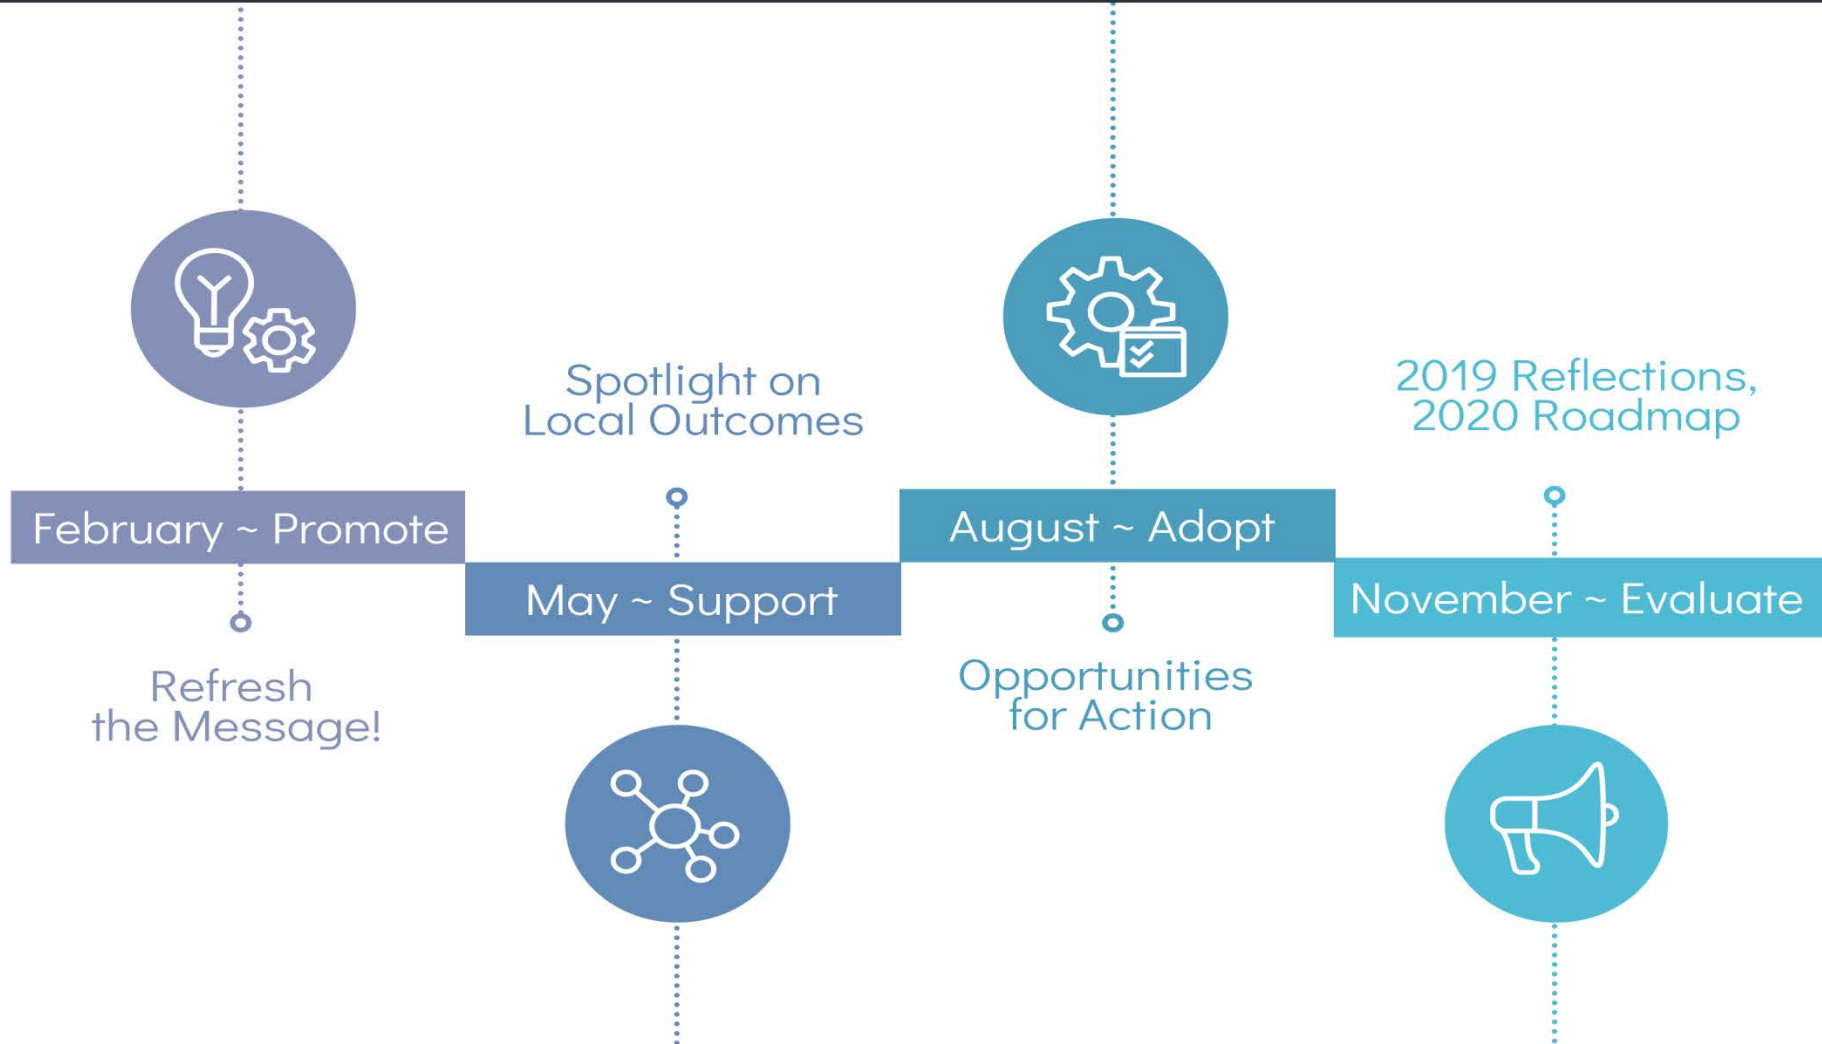 February ~ Promote
Refresh
the Message!
Spotlight on
Local Outcomes
May ~ Support
August ~ Adopt
Opportunities
for Action
2019 Reflections,
2020 Roadmap
November ~ Evaluate